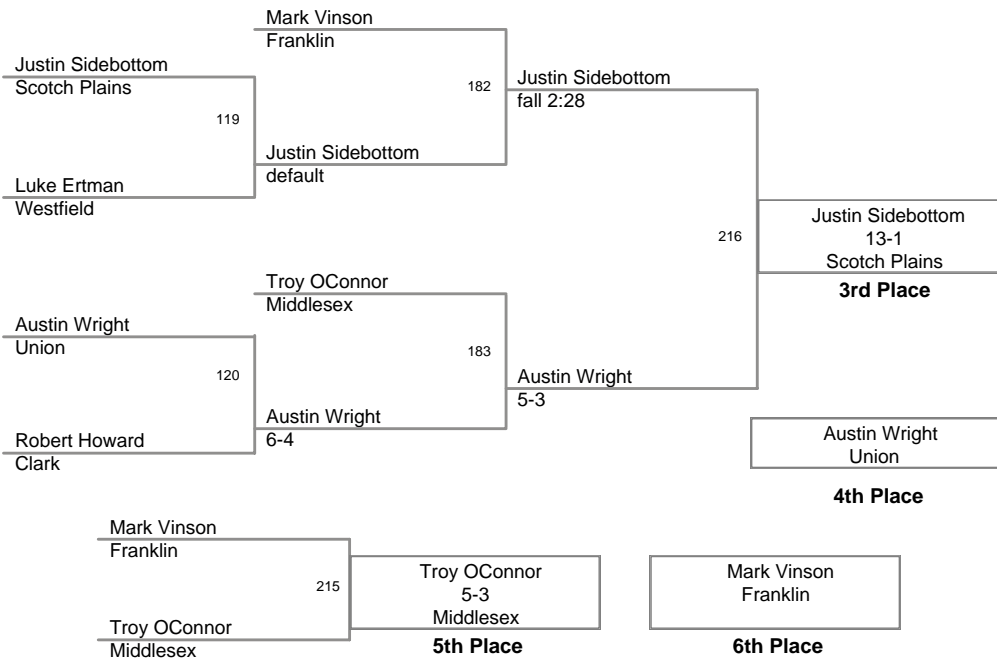 Mark Vinson
Franklin
Justin Sidebottom
Scotch Plains
119
182
Justin Sidebottom
fall 2:28
Justin Sidebottom
default
Luke Ertman
Westfield
216
Justin Sidebottom
13-1
Scotch Plains
3rd Place
Troy OConnor
Middlesex
Austin Wright
Union
120
183
Austin Wright
5-3
Austin Wright
6-4
Robert Howard
Clark
Austin Wright
Union
4th Place
Mark Vinson
Franklin
215
Troy OConnor
5-3
Middlesex
5th Place
Mark Vinson
Franklin
6th Place
Troy OConnor
Middlesex